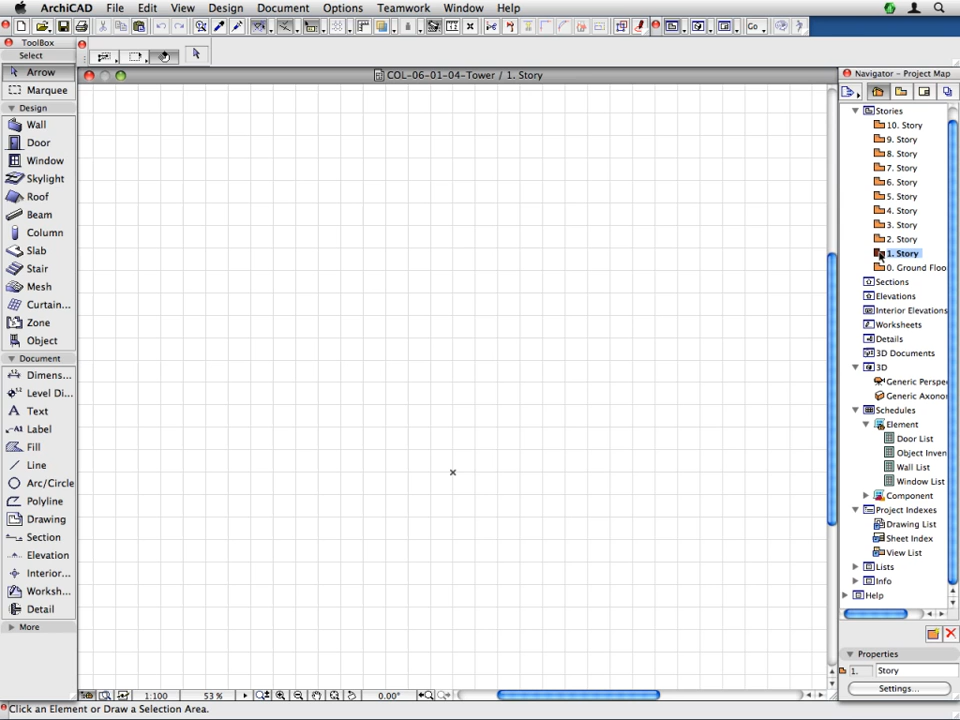 ArchiCAD File Edit View Design Document Options Teamwork Window Help
Go...
ToolBox
Select
Arrow
Marquee
Design
Wall
Door
Window
Skylight
Roof
Beam
Column
Slab
Stair
Mesh
Curtain...
Zone
Object
Document
Dimens...
Level Di...
Text
Label
Fill
Line
Arc/Circle
Polyline
Drawing
Section
Elevation
Interior...
Worksh...
Detail
More
COL-06-01-04-Tower / 1. Story
1:100
53 %
0.00°
Click an Element or Draw a Selection Area.
Navigator - Project Map
Stories
10. Story
9. Story
8. Story
7. Story
6. Story
5. Story
4. Story
3. Story
2. Story
1. Story
0. Ground Floo
Sections
Elevations
Interior Elevations
Worksheets
Details
3D Documents
3D
Generic Perspe
Generic Axono
Schedules
Element
Door List
Object Inven
Wall List
Window List
Component
Project Indexes
Drawing List
Sheet Index
View List
Lists
Info
Help
Properties
1. Story
Settings...